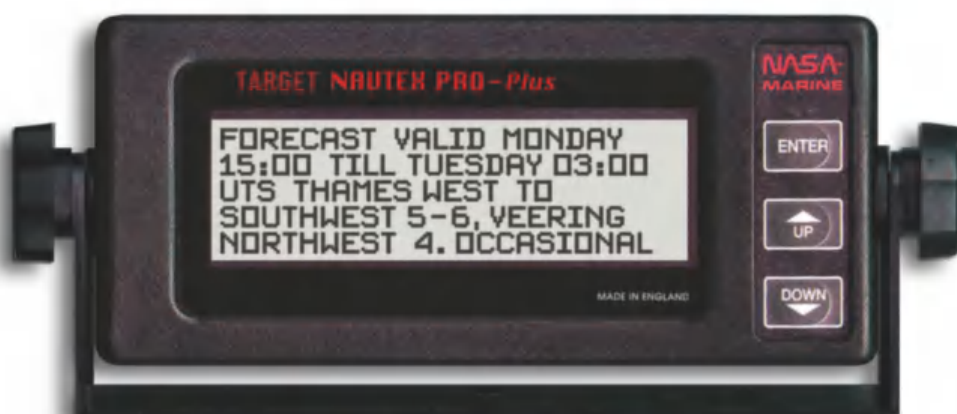 TARGET NAUTEX PRO-Plus
FORECAST VALID MONDAY
15:00 TILL TUESDAY 03:00
UTS THAMES WEST TO
SOUTHWEST 5-6, VEERING
NORTHWEST 4. OCCASIONAL
MADE IN ENGLAND
NASA-
MARINE
ENTER
UP
DOWN